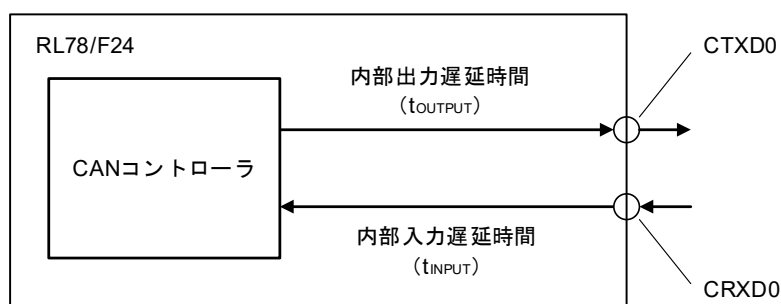 RL78/F24
CTXD0
内部出力遅延時間
（tOUTPUT）
CANコントローラ
内部入力遅延時間
（tINPUT）
CRXD0